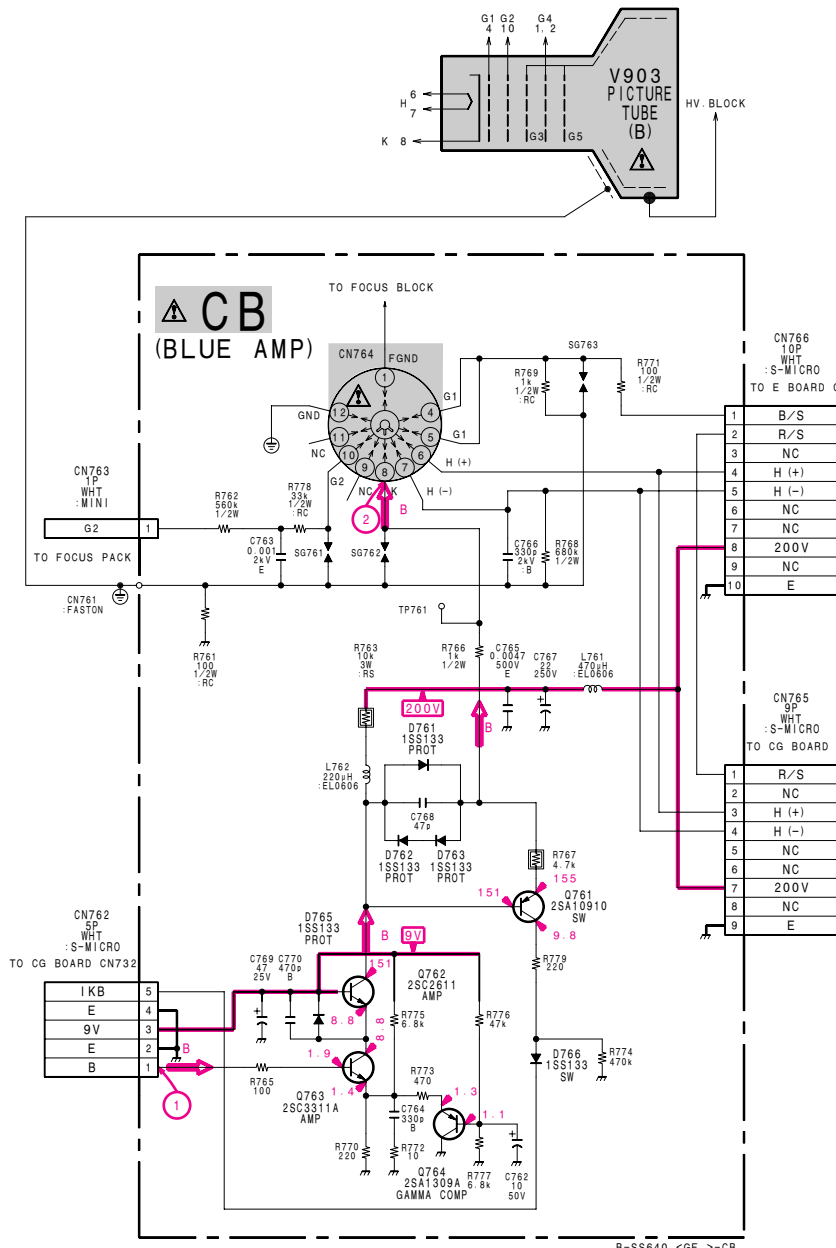 G1
4
G2
10
G4
1, 2
6
H
7
K 8
G3
G5
V903
PICTURE
TUBE
(B)
HV. BLOCK
CB
(BLUE AMP)
TO FOCUS BLOCK
CN764
FGND
1
12
11
10
9
8
7
6
5
4
GND
NC
G2
NC
K
H (-)
H (+)
G1
G1
2
B
SG763
R769
1k
1/2W
:RC
R771
100
1/2W
:RC
CN766
10P
WHT
:S-MICRO
TO E BOARD C
1 B/S
2 R/S
3 NC
4 H (+)
5 H (-)
6 NC
7 NC
8 200V
9 NC
10 E
CN763
1P
WHT
:MINI
G2 1
TO FOCUS PACK
R762
560k
1/2W
R778
33k
1/2W
:RC
C763
0.001
2kV
E
SG761
SG762
C766
330p
2kV
:B
R768
680k
1/2W
CN761
:FASTON
R761
100
1/2W
:RC
TP761
R763
10k
3W
:RS
R766
1k
1/2W
C765
0.0047
500V
E
C767
22
250V
L761
470µH
:EL0606
200V
B
D761
1SS133
PROT
L762
220µH
:EL0606
C768
47p
D762
1SS133
PROT
D763
1SS133
PROT
R767
4.7k
155
151
Q761
2SA10910
SW
9.8
CN765
9P
WHT
:S-MICRO
TO CG BOARD
1 R/S
2 NC
3 H (+)
4 H (-)
5 NC
6 NC
7 200V
8 NC
9 E
CN762
5P
WHT
:S-MICRO
TO CG BOARD CN732
IKB 5
E 4
9V 3
E 2
B 1
B
1
D765
1SS133
PROT
B
9V
C769
47
25V
C770
470p
B
151
Q762
2SC2611
AMP
8.8
8.8
R775
6.8k
R776
47k
R779
220
1.9
R765
100
Q763
2SC3311A
AMP
1.4
R773
470
1.3
1.1
D766
1SS133
SW
R774
470k
C764
330p
B
R770
220
R772
10
Q764
2SA1309A
GAMMA COMP
R777
6.8k
C762
10
50V
B-SS640 <GE >-CB